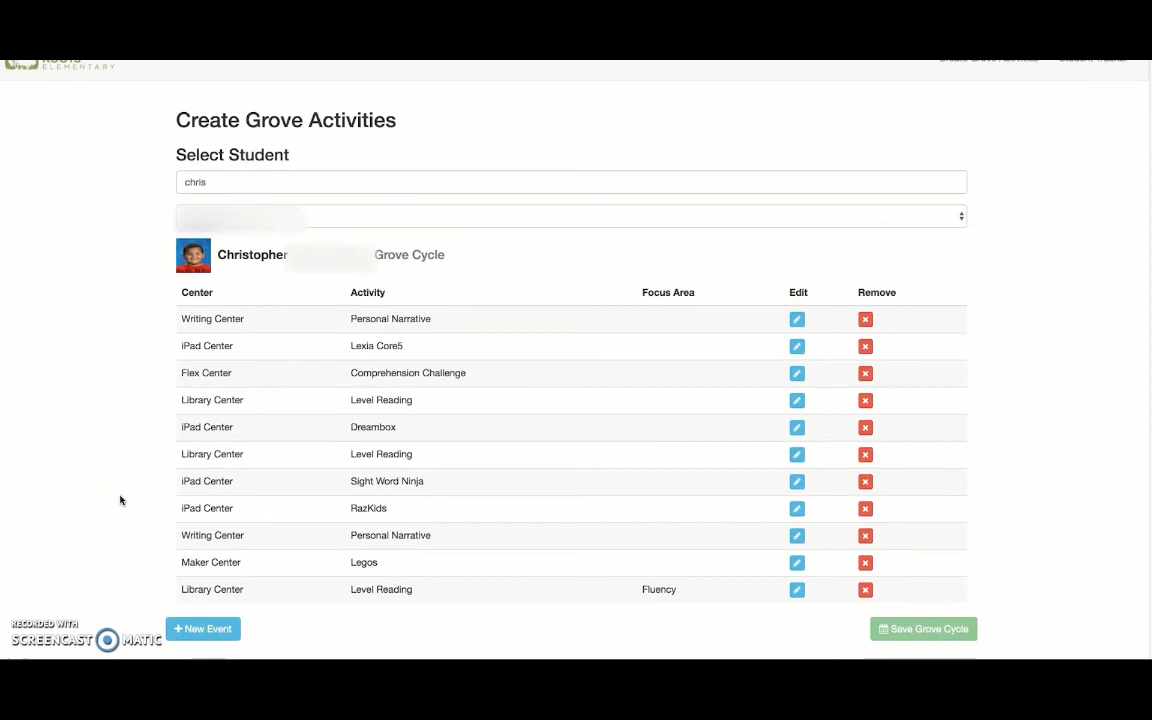 ELEMENTARY
Create Grove Activities
Select Student
chris
Christopher Grove Cycle
Center Activity Focus Area Edit Remove
Writing Center Personal Narrative
iPad Center Lexia Core5
Flex Center Comprehension Challenge
Library Center Level Reading
iPad Center Dreambox
Library Center Level Reading
iPad Center Sight Word Ninja
iPad Center RazKids
Writing Center Personal Narrative
Maker Center Legos
Library Center Level Reading Fluency
+ New Event Save Grove Cycle
RECORDED WITH
SCREENCAST MATIC